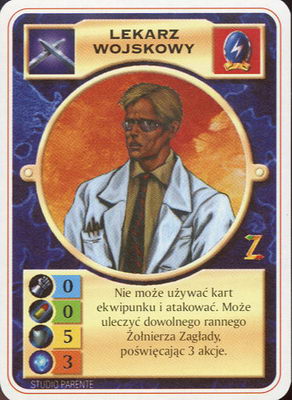 LEKARZ
WOJSKOWY
Z
0
0
5
3
Nie może używać kart
ekwipunku i atakować. Może
uleczyć dowolnego rannego
Żołnierza Zagłady,
poświęcając 3 akcje.
STUDIO PARENTE